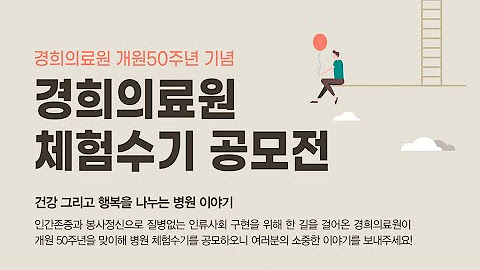 경희의료원 개원50주년 기념
경희의료원
체험수기 공모전
건강 그리고 행복을 나누는 병원 이야기
인간존중과 봉사정신으로 질병없는 인류사회 구현을 위해 한 길을 걸어온 경희의료원이
개원 50주년을 맞이해 병원 체험수기를 공모하오니 여러분의 소중한 이야기를 보내주세요!